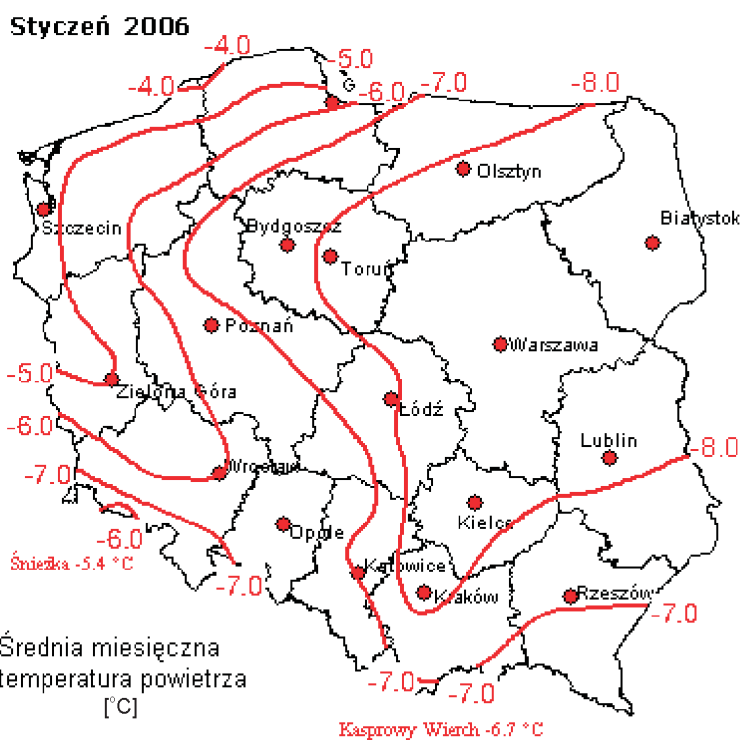 Styczeń 2006
-4.0
-4.0
-5.0
G
-6.0
-7.0
-8.0
Olsztyn
Białystok
Szczecin
Bydgoszcz
Toruń
Poznań
Warszawa
-5.0
Zielona Góra
Łódź
-6.0
Lublin
-8.0
-7.0
Wrocław
Kielce
Opole
-6.0
Śnieżka -5.4 °C
Katowice
-7.0
Kraków
Rzeszów
-7.0
Średnia miesięczna
temperatura powietrza
[°C]
-7.0
-7.0
Kasprowy Wierch -6.7 °C